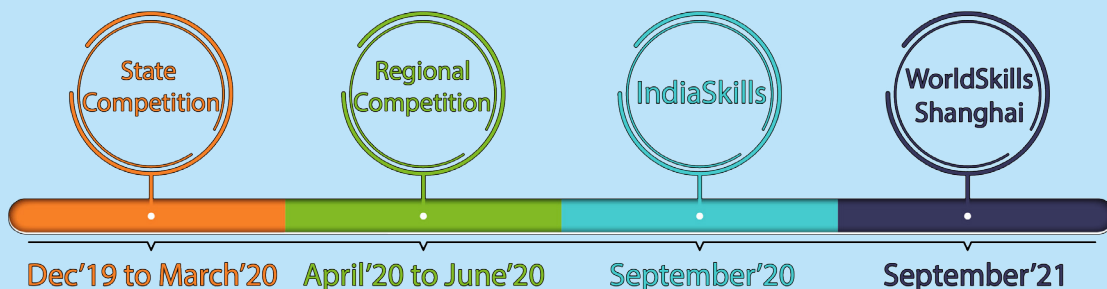 State
Competition
Regional
Competition
IndiaSkills
WorldSkills
Shanghai
Dec'19 to March'20
April'20 to June'20
September'20
September'21